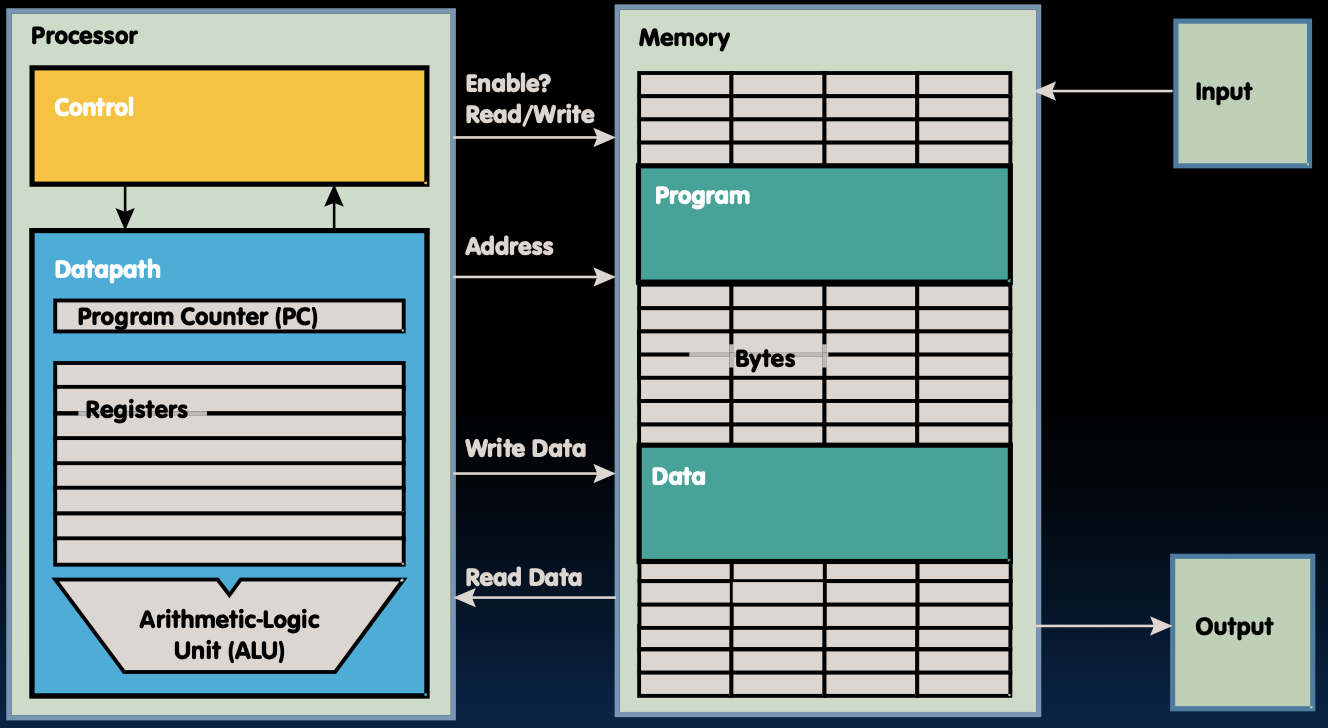 Processor
Control
Datapath
Program Counter (PC)
Registers
Arithmetic-Logic
Unit (ALU)
Enable?
Read/Write
Address
Write Data
Read Data
Memory
Program
Bytes
Data
Input
Output